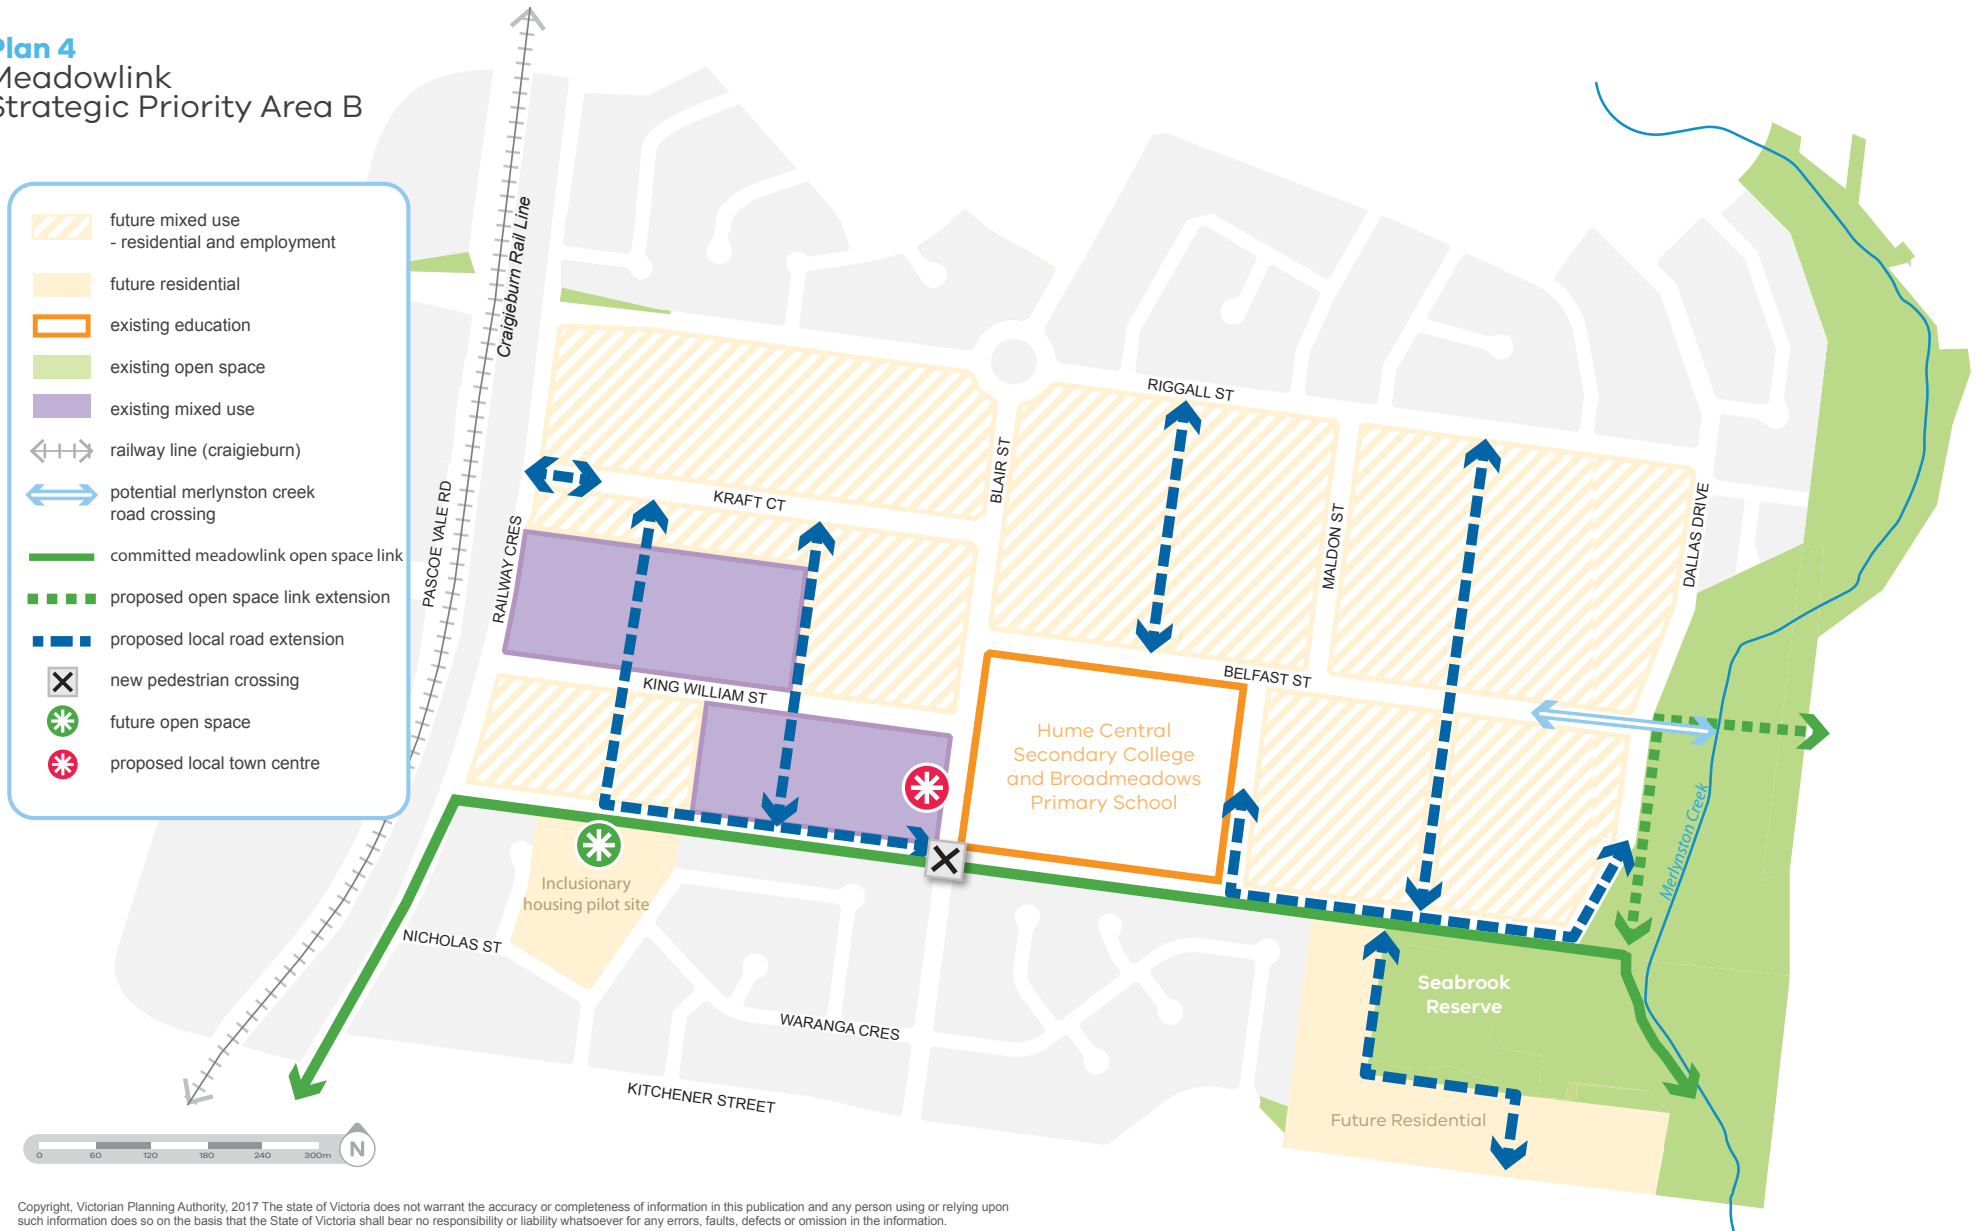 Plan 4
Meadowlink
Strategic Priority Area B
future mixed use
- residential and employment
future residential
existing education
existing open space
existing mixed use
railway line (craigieburn)
potential merlynston creek
road crossing
committed meadowlink open space link
proposed open space link extension
proposed local road extension
new pedestrian crossing
future open space
proposed local town centre
Craigieburn Rail Line
PASCOE VALE RD
RAILWAY CRES
KRAFT CT
BLAIR ST
RIGGALL ST
MALDON ST
DALLAS DRIVE
KING WILLIAM ST
BELFAST ST
Hume Central
Secondary College
and Broadmeadows
Primary School
Merlynston Creek
Inclusionary
housing pilot site
NICHOLAS ST
WARANGA CRES
KITCHENER STREET
Seabrook
Reserve
Future Residential
0 60 120 180 240 300m
N
Copyright, Victorian Planning Authority, 2017 The state of Victoria does not warrant the accuracy or completeness of information in this publication and any person using or relying upon
such information does so on the basis that the State of Victoria shall bear no responsibility or liability whatsoever for any errors, faults, defects or omission in the information.